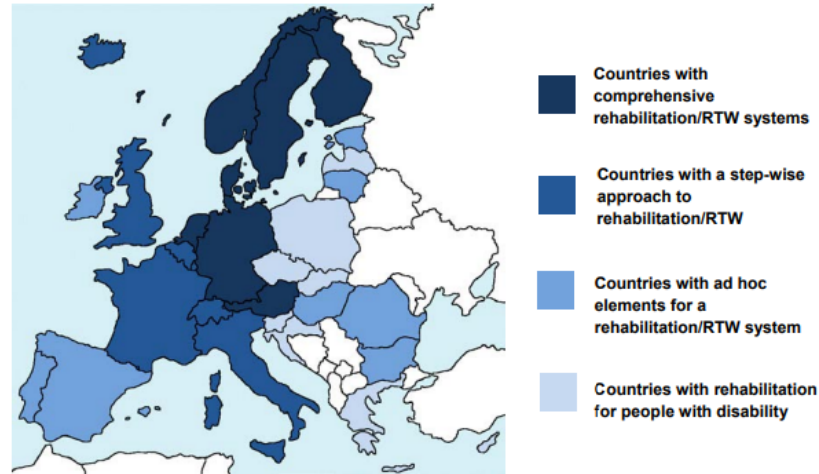 Countries with
comprehensive
rehabilitation/RTW systems
Countries with a step-wise
approach to
rehabilitation/RTW
Countries with ad hoc
elements for a
rehabilitation/RTW system
Countries with rehabilitation
for people with disability